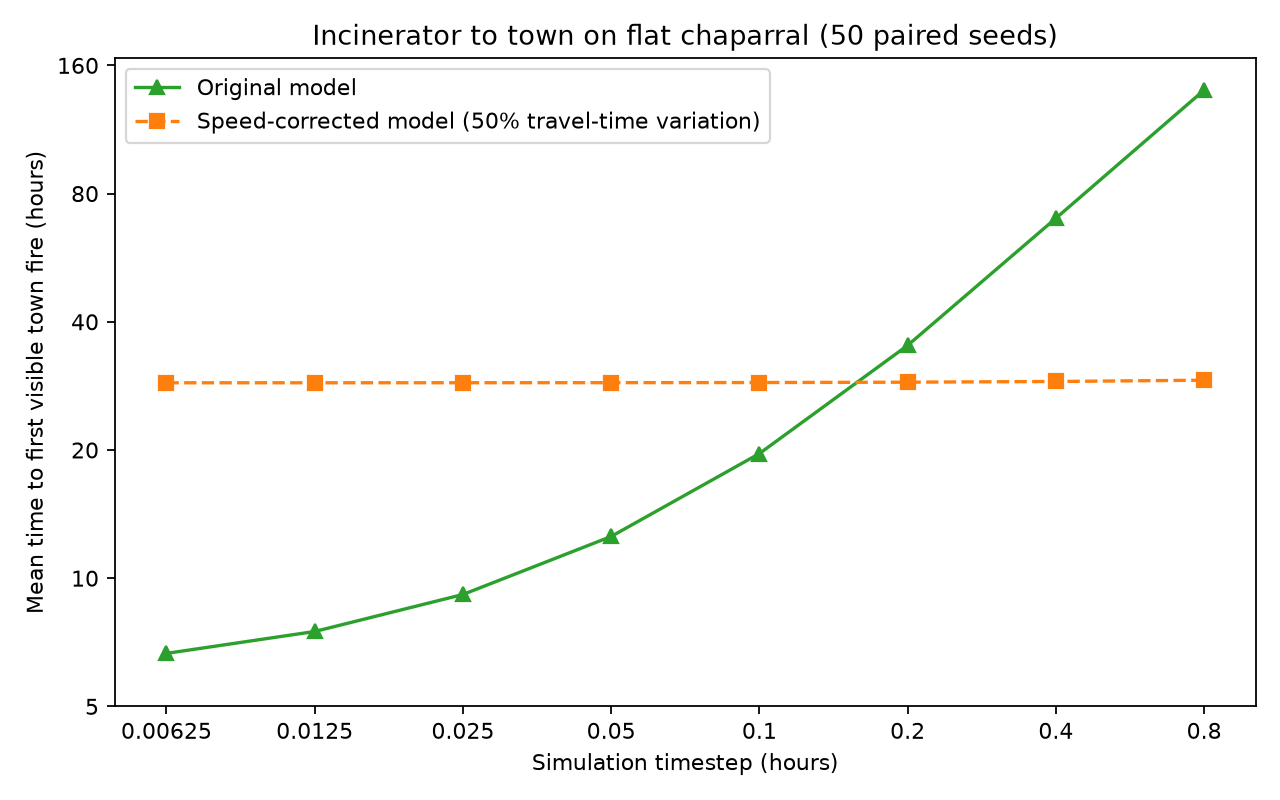 Incinerator to town on flat chaparral (50 paired seeds)
Original model
Speed-corrected model (50% travel-time variation)
Mean time to first visible town fire (hours)
160
80
40
20
10
5
0.00625
0.0125
0.025
0.05
0.1
0.2
0.4
0.8
Simulation timestep (hours)